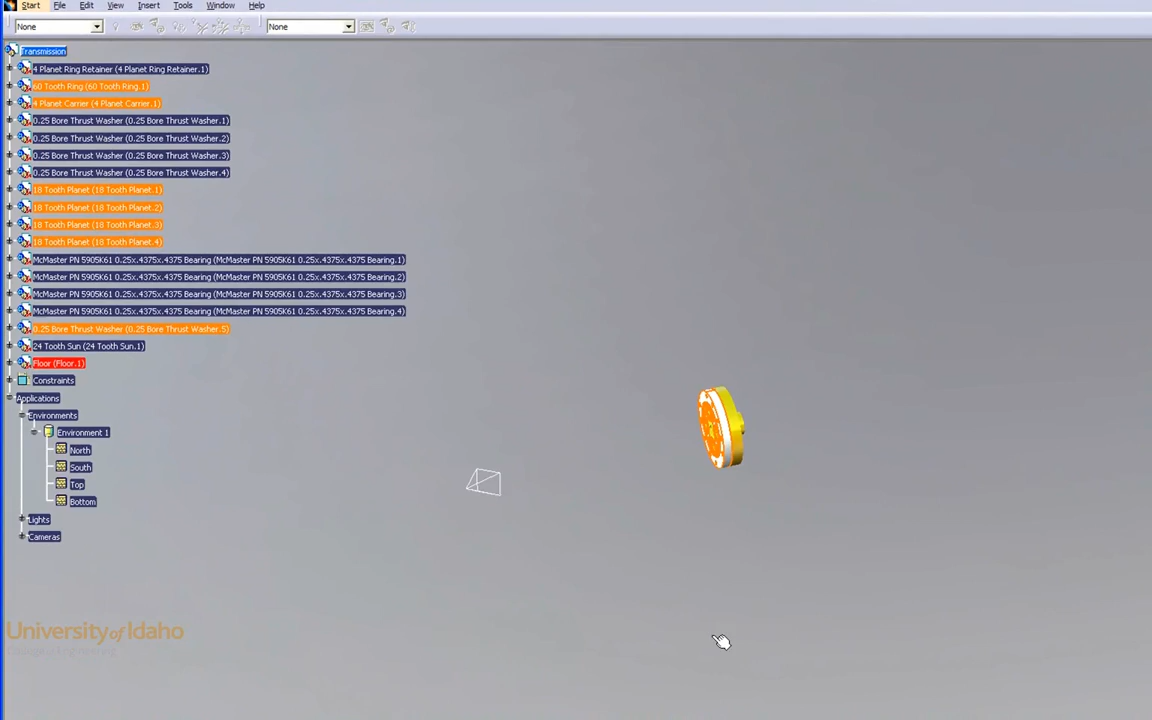 Start File Edit View Insert Tools Window Help
None None
Transmission
4 Planet Ring Retainer (4 Planet Ring Retainer.1)
60 Tooth Ring (60 Tooth Ring.1)
4 Planet Carrier (4 Planet Carrier.1)
0.25 Bore Thrust Washer (0.25 Bore Thrust Washer.1)
0.25 Bore Thrust Washer (0.25 Bore Thrust Washer.2)
0.25 Bore Thrust Washer (0.25 Bore Thrust Washer.3)
0.25 Bore Thrust Washer (0.25 Bore Thrust Washer.4)
18 Tooth Planet (18 Tooth Planet.1)
18 Tooth Planet (18 Tooth Planet.2)
18 Tooth Planet (18 Tooth Planet.3)
18 Tooth Planet (18 Tooth Planet.4)
McMaster PN 5905K61 0.25x.4375x.4375 Bearing (McMaster PN 5905K61 0.25x.4375x.4375 Bearing.1)
McMaster PN 5905K61 0.25x.4375x.4375 Bearing (McMaster PN 5905K61 0.25x.4375x.4375 Bearing.2)
McMaster PN 5905K61 0.25x.4375x.4375 Bearing (McMaster PN 5905K61 0.25x.4375x.4375 Bearing.3)
McMaster PN 5905K61 0.25x.4375x.4375 Bearing (McMaster PN 5905K61 0.25x.4375x.4375 Bearing.4)
0.25 Bore Thrust Washer (0.25 Bore Thrust Washer.5)
24 Tooth Sun (24 Tooth Sun.1)
Floor (Floor.1)
Constraints
Applications
Environments
Environment 1
North
South
Top
Bottom
Lights
Cameras
University of Idaho